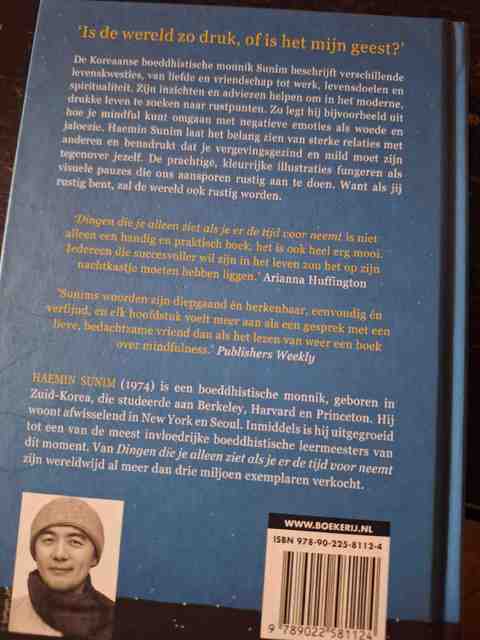 ‘Is de wereld zo druk, of is het mijn geest?’
De Koreaanse boeddhistische monnik Sunim beschrijft verschillende
levenskwesties, van liefde en vriendschap tot werk, levensdoelen en
spiritualiteit. Zijn inzichten en adviezen helpen om in het moderne,
drukke leven te zoeken naar rustpunten. Zo legt hij bijvoorbeeld uit
hoe je mindful kunt omgaan met negatieve emoties als woede en
jaloezie. Haemin Sunim laat het belang zien van sterke relaties met
anderen en benadrukt dat je vergevingsgezind en mild moet zijn
tegenover jezelf. De prachtige, kleurrijke illustraties fungeren als
visuele pauzes die ons aansporen rustig aan te doen. Want als jij
rustig bent, zal de wereld ook rustig worden.
‘Dingen die je alleen ziet als je er de tijd voor neemt is niet
alleen een handig en praktisch boek, het is ook heel erg mooi.
Iedereen die succesvoller wil zijn in het leven zou het op zijn
nachtkastje moeten hebben liggen.’ Arianna Huffington
‘Sunims woorden zijn diepgaand én herkenbaar, eenvoudig én
verfijnd, en elk hoofdstuk voelt meer aan als een gesprek met een
lieve, bedachtzame vriend dan als het lezen van weer een boek
over mindfulness.’ Publishers Weekly
HAEMIN SUNIM (1974) is een boeddhistische monnik, geboren in
Zuid-Korea, die studeerde aan Berkeley, Harvard en Princeton. Hij
woont afwisselend in New York en Seoul. Inmiddels is hij uitgegroeid
tot een van de meest invloedrijke boeddhistische leermeesters van
dit moment. Van Dingen die je alleen ziet als je er de tijd voor neemt
zijn wereldwijd al meer dan drie miljoen exemplaren verkocht.
WWW.BOEKERIJ.NL
ISBN 978-90-225-8112-4
9 789022 581124